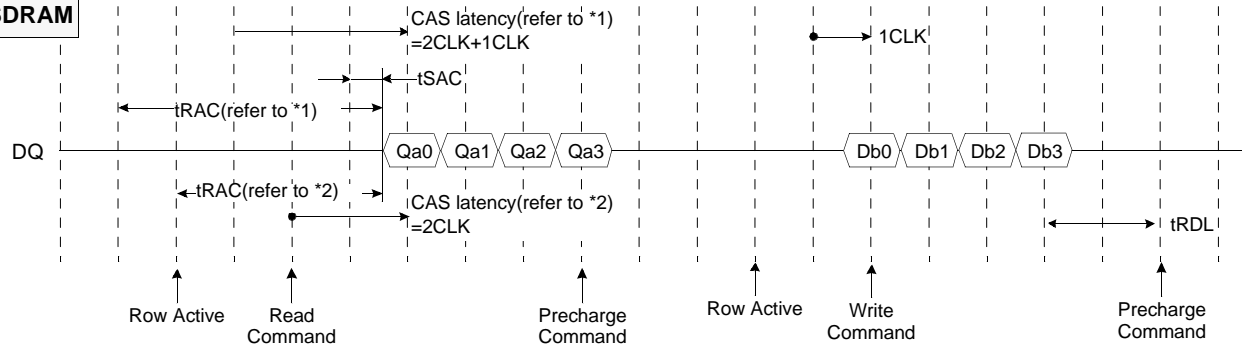 SDRAM
CAS latency(refer to *1)
=2CLK+1CLK
1CLK
tSAC
tRAC(refer to *1)
DQ
Qa0 Qa1 Qa2 Qa3
Db0 Db1 Db2 Db3
tRAC(refer to *2)
CAS latency(refer to *2)
=2CLK
tRDL
Row Active
Read
Command
Precharge
Command
Row Active
Write
Command
Precharge
Command